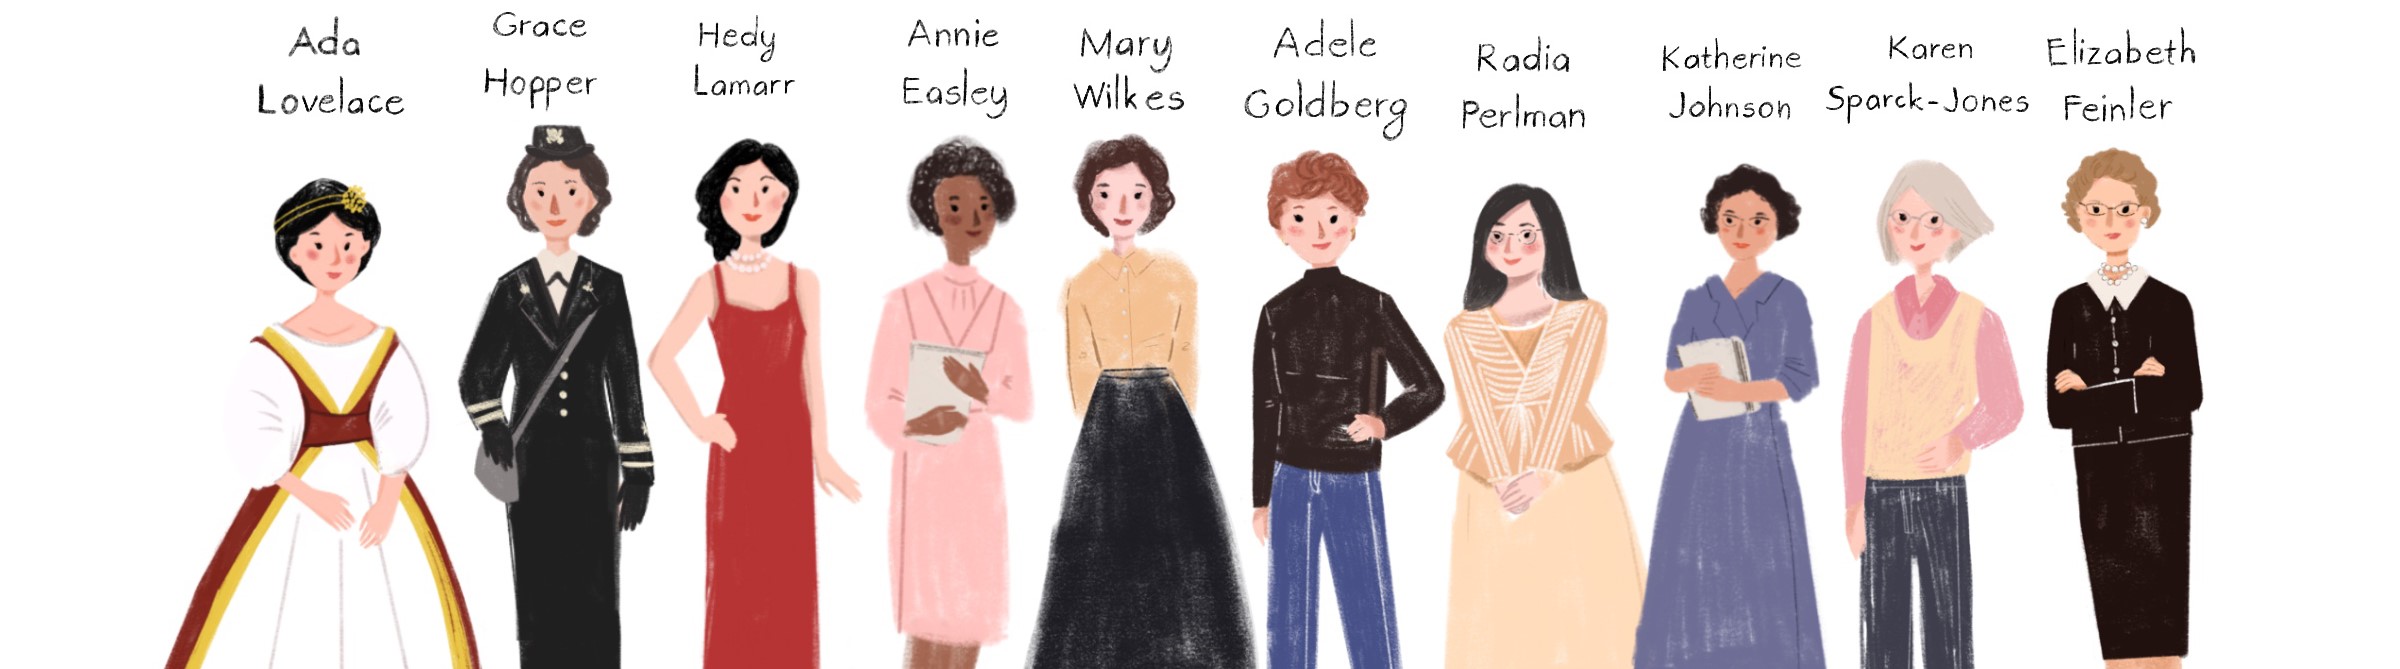 Ada
Lovelace
Grace
Hopper
Hedy
Lamarr
Annie
Easley
Mary
Wilkes
Adele
Goldberg
Radia
Perlman
Katherine
Johnson
Karen
Sparck-Jones
Elizabeth
Feinler